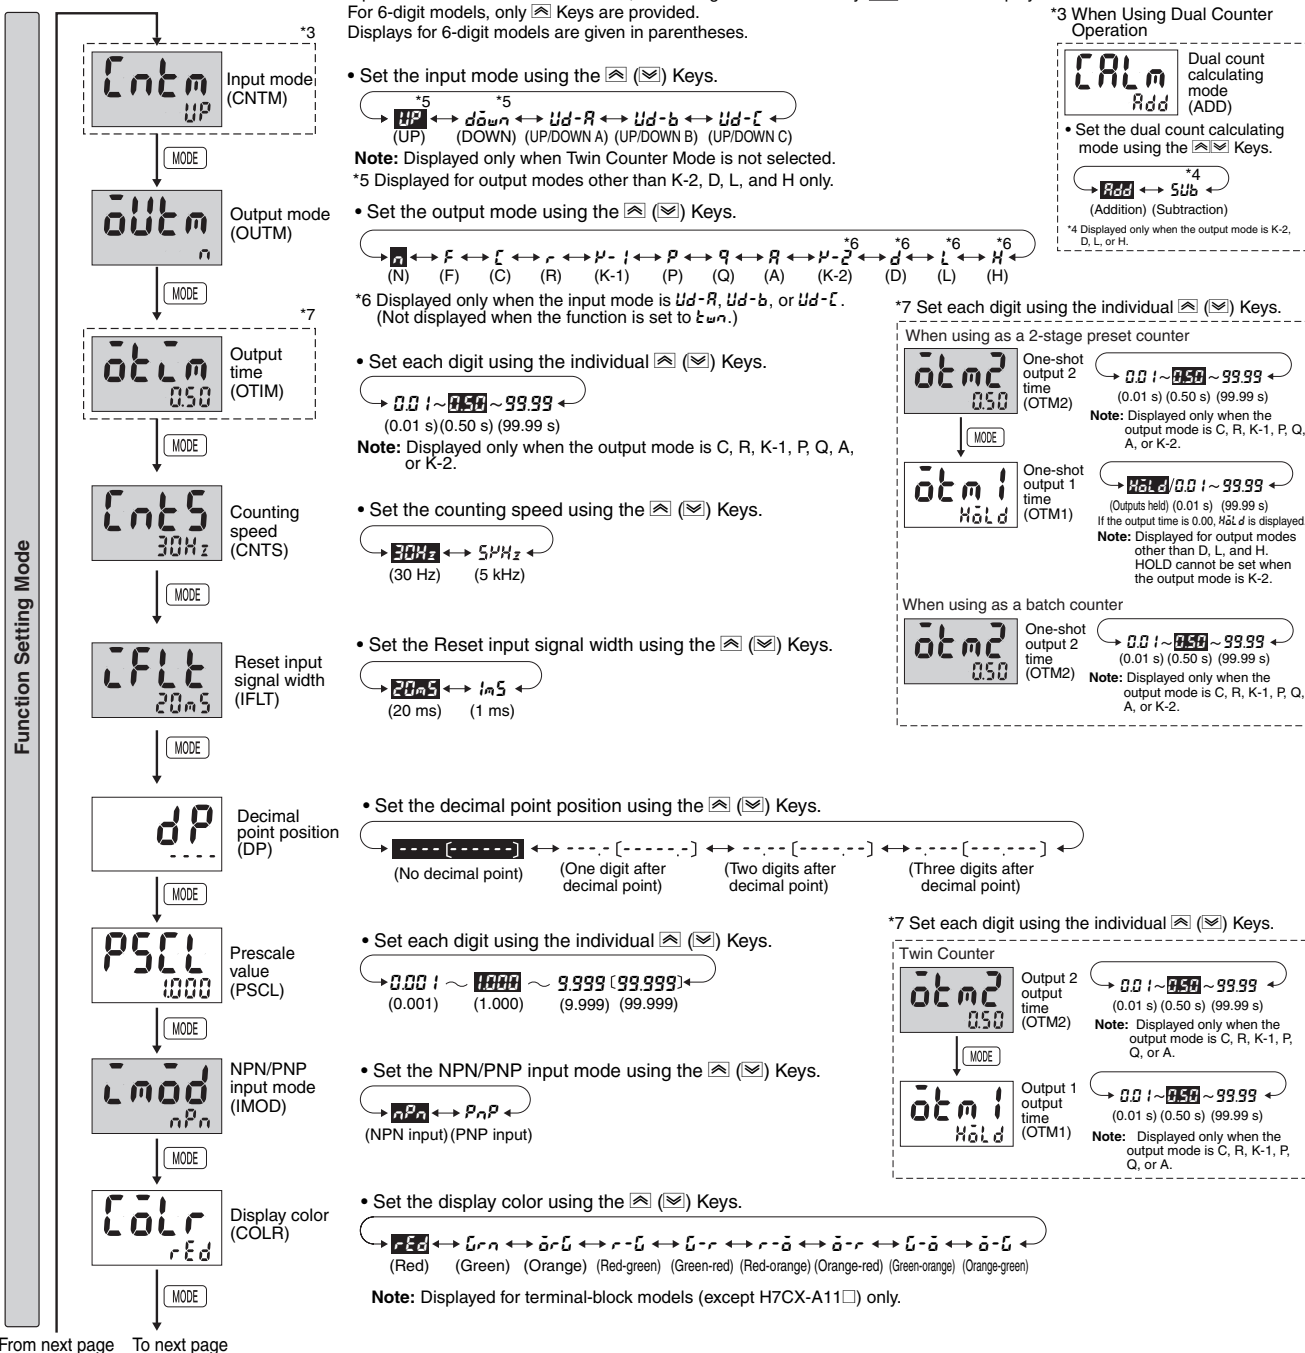 For 6-digit models, only Keys are provided.
Displays for 6-digit models are given in parentheses.
Function Setting Mode
*3
Input mode
(CNTM)
UP
• Set the input mode using the () Keys.
*5 *5
UP Ud-A Ud-b Ud-C
(UP) (DOWN) (UP/DOWN A) (UP/DOWN B) (UP/DOWN C)
Note: Displayed only when Twin Counter Mode is not selected.
*5 Displayed for output modes other than K-2, D, L, and H only.
*3 When Using Dual Counter
Operation
CALm
Add
Dual count
calculating
mode
(ADD)
• Set the dual count calculating
mode using the Keys.
*4
Add SUb
(Addition) (Subtraction)
*4 Displayed only when the output mode is K-2,
D, L, or H.
MODE
Output mode
(OUTM)
n
• Set the output mode using the () Keys.
*6 *6 *6 *6
(N) (F) (C) (R) (K-1) (P) (Q) (A) (K-2) (D) (L) (H)
*6 Displayed only when the input mode is Ud-A, Ud-b, or Ud-C.
(Not displayed when the function is set to twn.)
MODE
*7
Output
time
(OTIM)
0.50
• Set each digit using the individual () Keys.
0.01~0.50~99.99
(0.01 s) (0.50 s) (99.99 s)
Note: Displayed only when the output mode is C, R, K-1, P, Q, A,
or K-2.
*7 Set each digit using the individual () Keys.
When using as a 2-stage preset counter
otm2
0.50
One-shot
output 2
time
(OTM2)
0.01~0.50~99.99
(0.01 s) (0.50 s) (99.99 s)
Note: Displayed only when the
output mode is C, R, K-1, P, Q,
A, or K-2.
MODE
otm1
HoLd
One-shot
output 1
time
(OTM1)
HoLd/0.01~99.99
(Outputs held) (0.01 s) (99.99 s)
If the output time is 0.00, HoLd is displayed.
Note: Displayed for output modes
other than D, L, and H.
HOLD cannot be set when
the output mode is K-2.
When using as a batch counter
otm2
0.50
One-shot
output 2
time
(OTM2)
0.01~0.50~99.99
(0.01 s) (0.50 s) (99.99 s)
Note: Displayed only when the
output mode is C, R, K-1, P, Q,
A, or K-2.
MODE
CntS
30Hz
Counting
speed
(CNTS)
• Set the counting speed using the () Keys.
30Hz 5KHz
(30 Hz) (5 kHz)
MODE
iFLt
20mS
Reset input
signal width
(IFLT)
• Set the Reset input signal width using the () Keys.
20mS 1mS
(20 ms) (1 ms)
MODE
dP
----
Decimal
point position
(DP)
• Set the decimal point position using the () Keys.
----[------] ---.-[-----.-] --.--[----.--] -.---[---.---]
(No decimal point) (One digit after decimal point) (Two digits after decimal point) (Three digits after decimal point)
MODE
PSCL
1.000
Prescale
value
(PSCL)
• Set each digit using the individual () Keys.
0.001 ~ 1.000 ~ 9.999 [99.999]
(0.001) (1.000) (9.999) (99.999)
*7 Set each digit using the individual () Keys.
Twin Counter
otm2
0.50
Output 2
output
time
(OTM2)
0.01~0.50~99.99
(0.01 s) (0.50 s) (99.99 s)
Note: Displayed only when the
output mode is C, R, K-1, P,
Q, or A.
MODE
otm1
HoLd
Output 1
output
time
(OTM1)
0.01~0.50~99.99
(0.01 s) (0.50 s) (99.99 s)
Note: Displayed only when the
output mode is C, R, K-1, P,
Q, or A.
MODE
imod
nPn
NPN/PNP
input mode
(IMOD)
• Set the NPN/PNP input mode using the () Keys.
nPn PnP
(NPN input) (PNP input)
MODE
CoLr
rEd
Display color
(COLR)
• Set the display color using the () Keys.
rEd Grn orG r-G G-r r-o o-r G-o o-G
(Red) (Green) (Orange) (Red-green) (Green-red) (Red-orange) (Orange-red) (Green-orange) (Orange-green)
Note: Displayed for terminal-block models (except H7CX-A11□) only.
MODE
From next page To next page